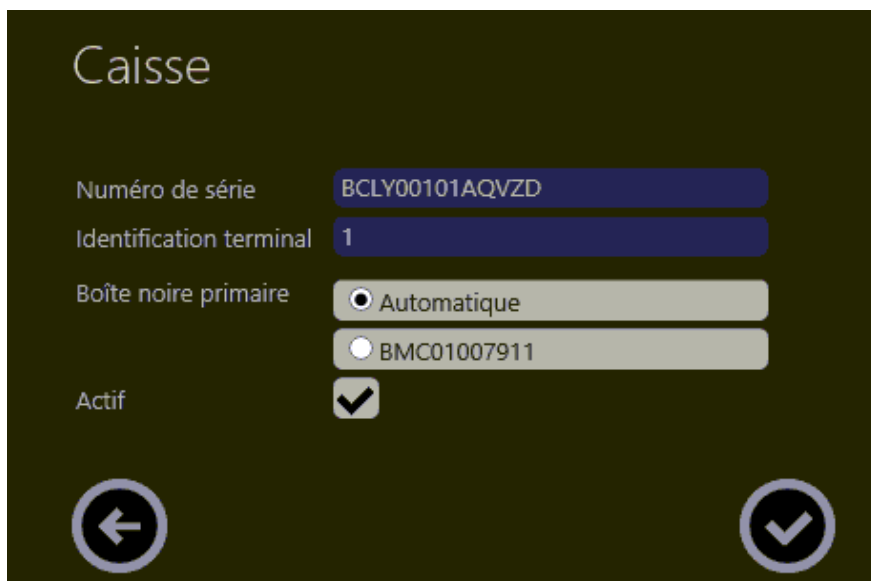 Caisse
Numéro de série BCLY00101AQVZD
Identification terminal 1
Boîte noire primaire Automatique
BMC01007911
Actif